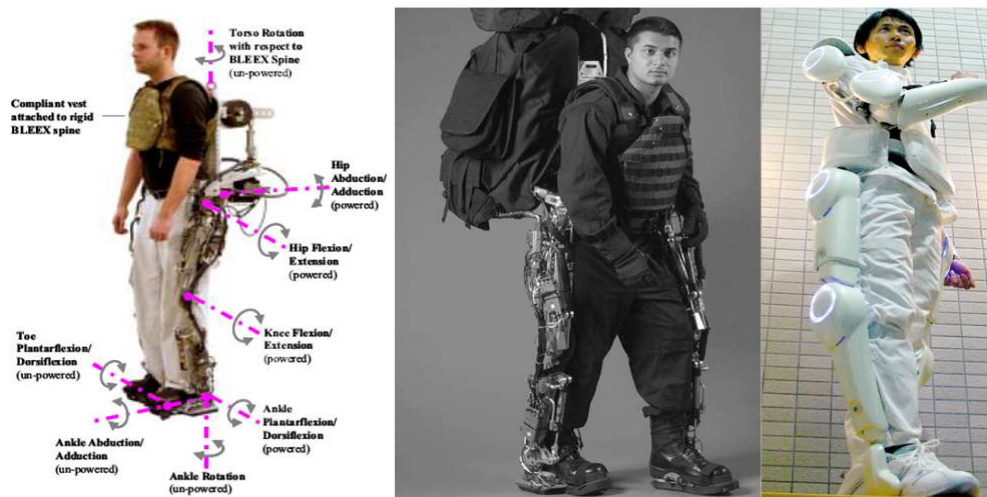 Torso Rotation
with respect to
BLEEX Spine
(un-powered)
Compliant vest
attached to rigid
BLEEX spine
Hip
Abduction/
Adduction
(powered)
Hip Flexion/
Extension
(powered)
Knee Flexion/
Extension
(powered)
Toe
Plantarflexion/
Dorsiflexion
(un-powered)
Ankle
Plantarflexion/
Dorsiflexion
(powered)
Ankle Abduction/
Adduction
(un-powered)
Ankle Rotation
(un-powered)